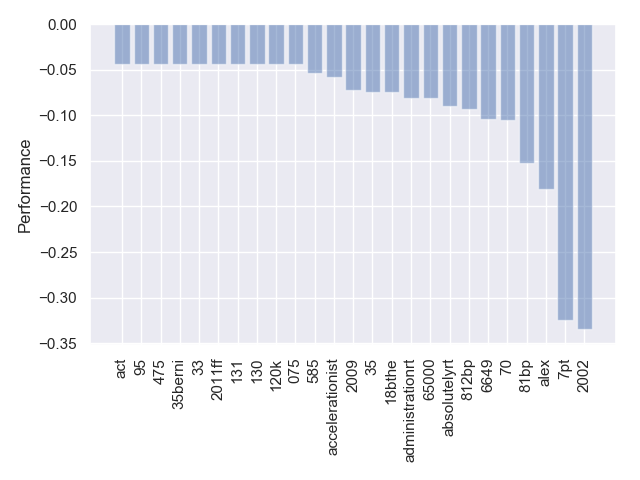 0.00
−0.05
−0.10
−0.15
−0.20
−0.25
−0.30
−0.35
Performance
act
95
475
35berni
33
2011ff
131
130
120k
075
585
accelerationist
2009
35
18bthe
administrationrt
65000
absolutelyrt
812bp
6649
70
81bp
alex
7pt
2002